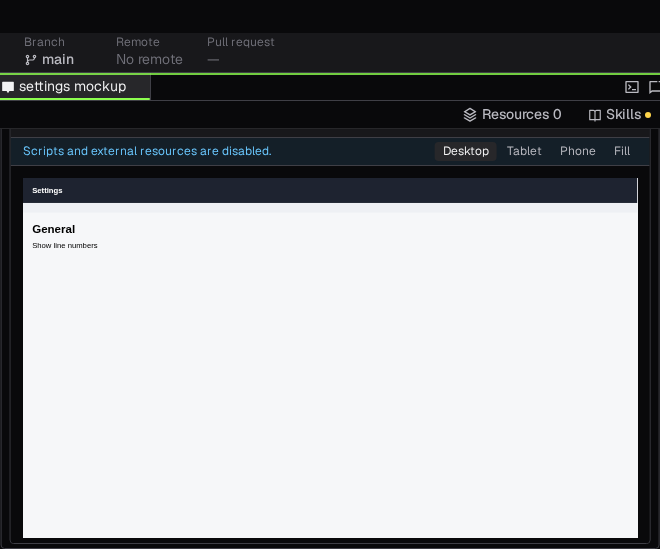 Branch Remote Pull request
main No remote —
settings mockup
Resources 0 Skills
Scripts and external resources are disabled. Desktop Tablet Phone Fill
Settings
General
Show line numbers